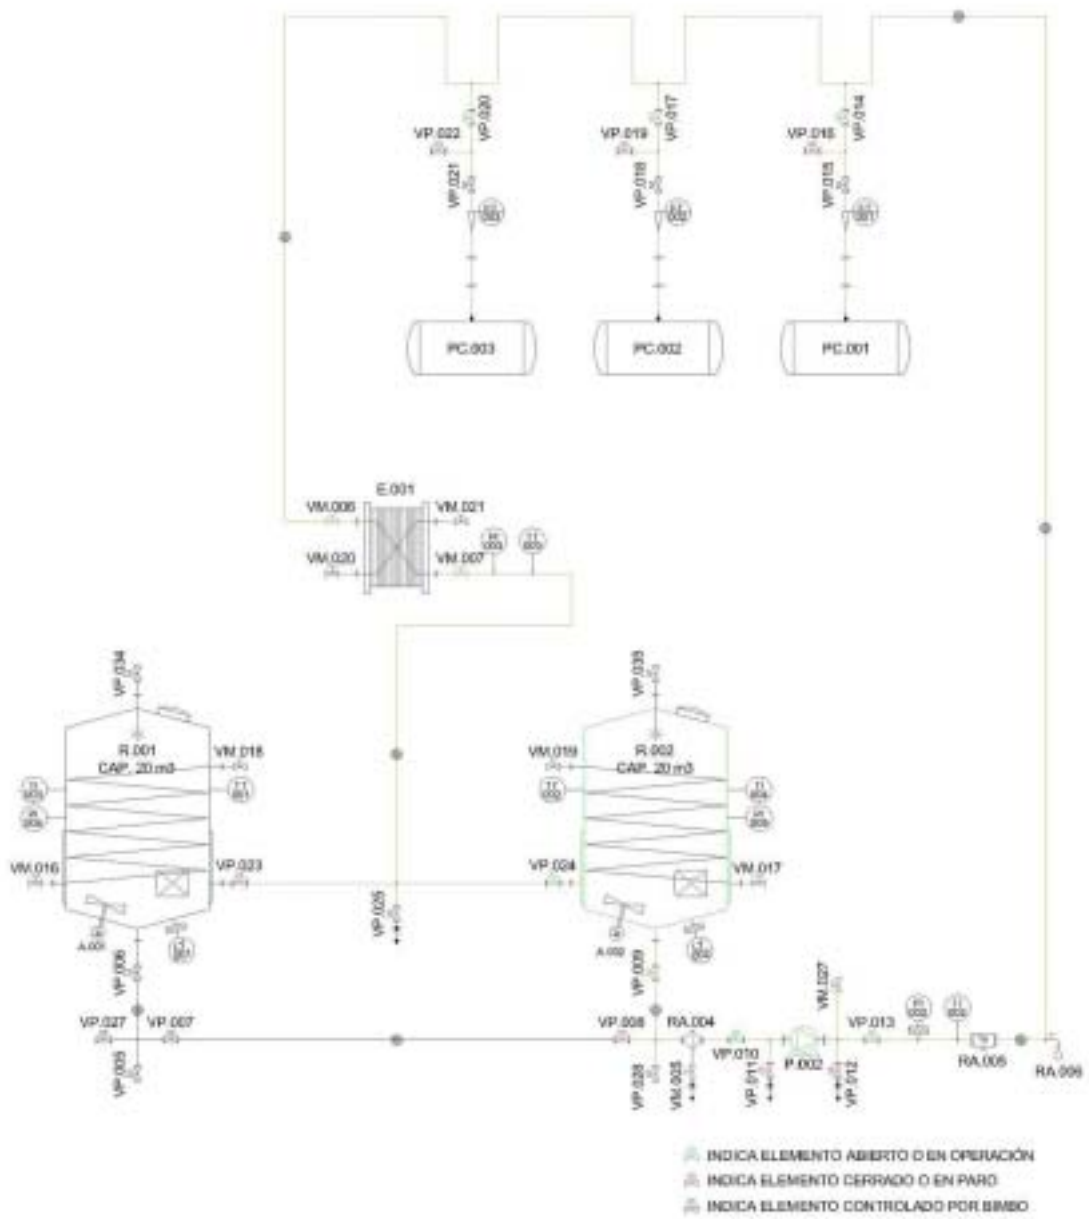 VP.020
VP.017
VP.014
VP.022
VP.019
VP.016
VP.021
VP.018
VP.015
PC.003
PC.002
PC.001
E.001
VM.006
VM.021
VM.020
VM.007
VP.034
VP.035
R.001
CAP. 20 m3
VM.018
VM.019
R.002
CAP. 20 m3
VM.016
VP.023
VP.024
VM.017
VP.025
A.001
A.002
VP.006
VP.009
VM.027
VP.027
VP.007
VP.008
RA.004
VP.013
VP.010
P.002
RA.005
RA.006
VP.005
VP.028
VM.005
VP.011
VP.012
INDICA ELEMENTO ABIERTO O EN OPERACIÓN
INDICA ELEMENTO CERRADO O EN PARO
INDICA ELEMENTO CONTROLADO POR BIMBO